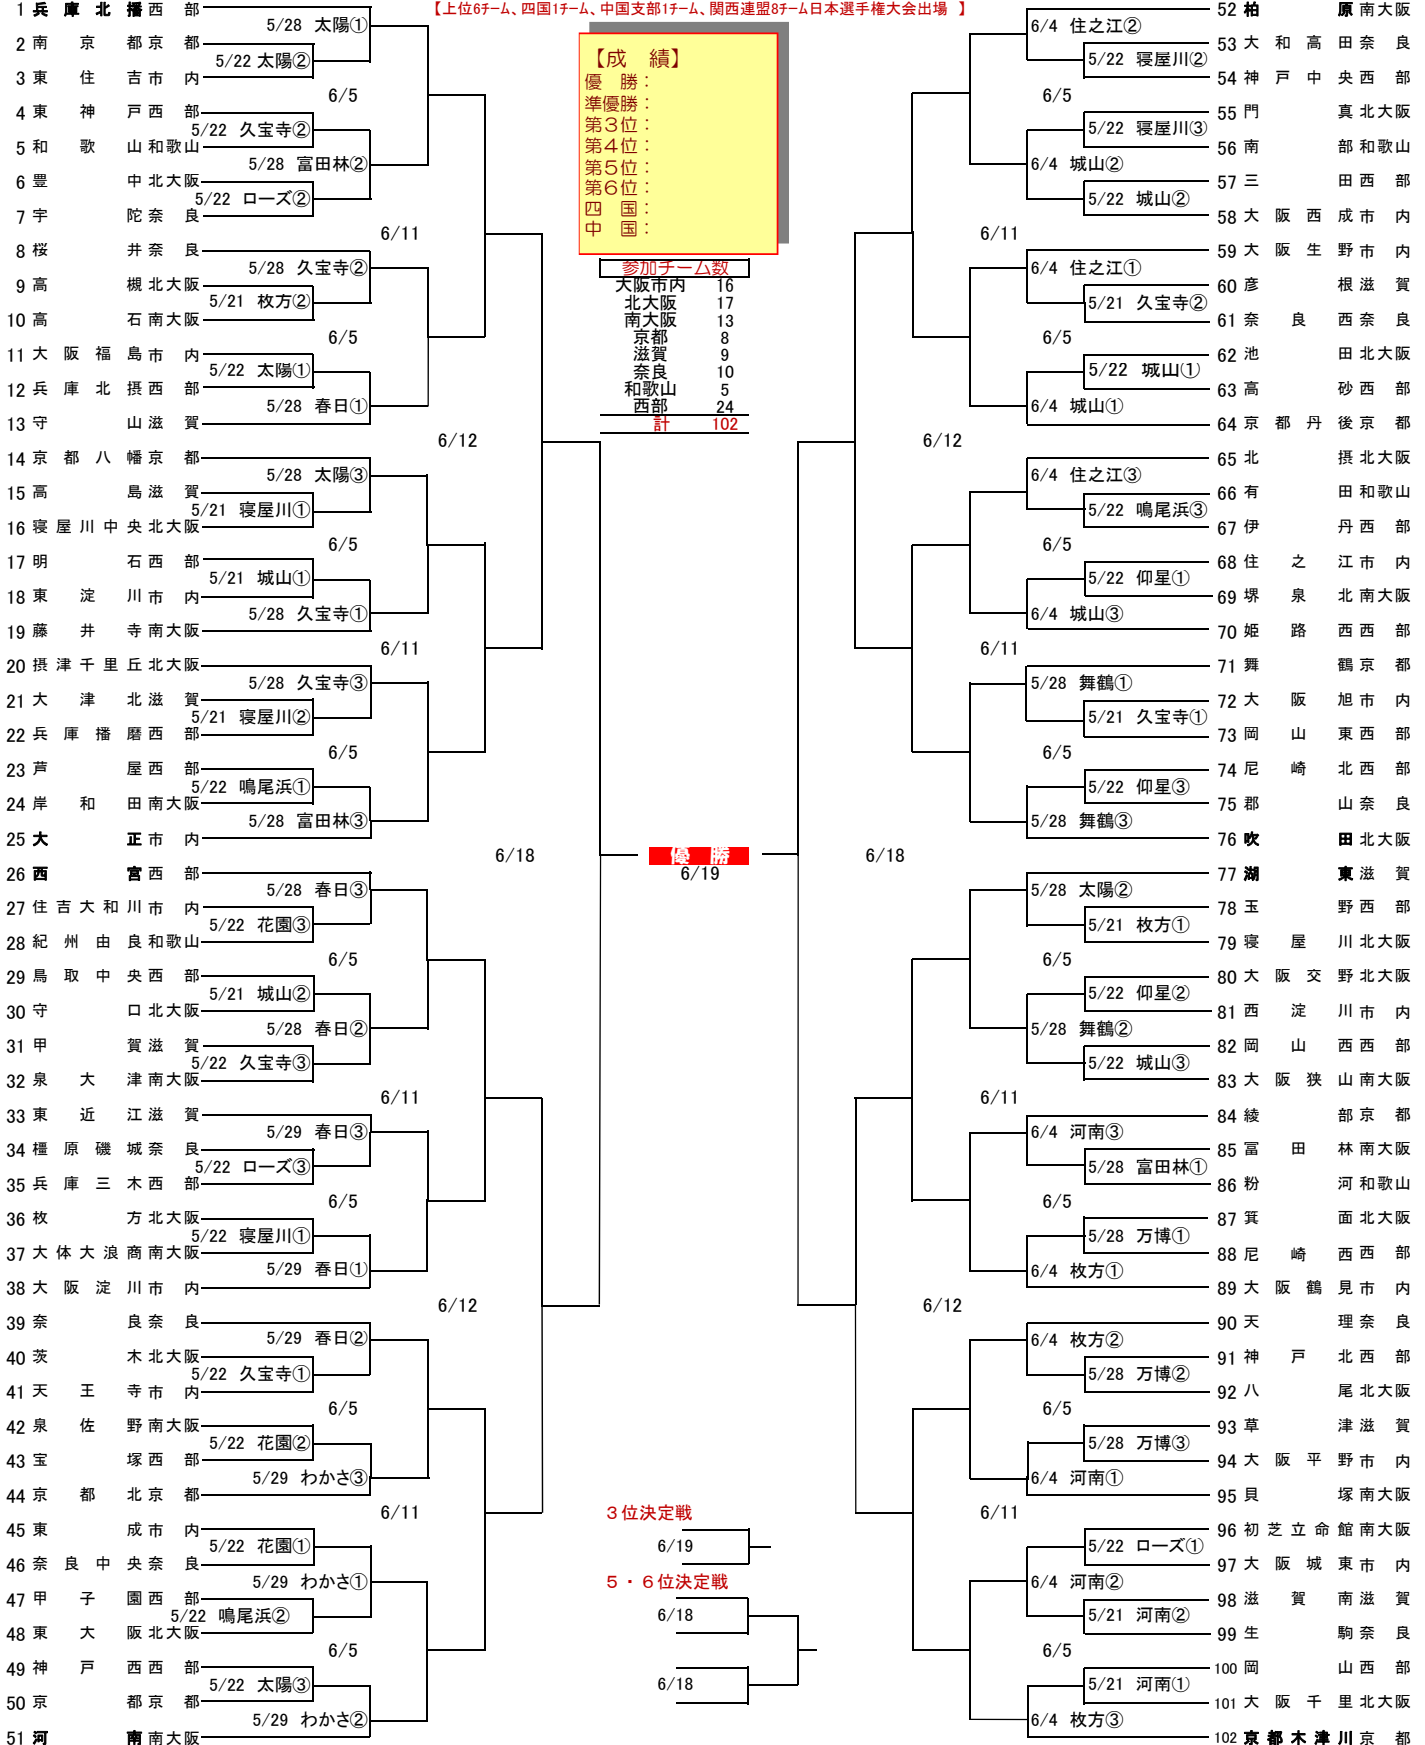 【上位6チーム、四国1チーム、中国支部1チーム、関西連盟8チーム日本選手権大会出場 】
1 兵庫北播 西部
5/28 太陽①
2 南京都 京都
5/22 太陽②
3 東住吉 市内
6/5
4 東神戸 西部
5/22 久宝寺②
5 和歌山 和歌山
5/28 富田林②
6 豊中 北大阪
5/22 ローズ②
7 宇陀 奈良
6/11
8 桜井 奈良
5/28 久宝寺②
9 高槻 北大阪
5/21 枚方②
10 高石 南大阪
6/5
11 大阪福島 市内
5/22 太陽①
12 兵庫北摂 西部
5/28 春日①
13 守山 滋賀
6/12
14 京都八幡 京都
5/28 太陽③
15 高島 滋賀
5/21 寝屋川①
16 寝屋川中央 北大阪
6/5
17 明石 西部
5/21 城山①
18 東淀川 市内
5/28 久宝寺①
19 藤井寺 南大阪
6/11
20 摂津千里丘 北大阪
5/28 久宝寺③
21 大津北 滋賀
5/21 寝屋川②
22 兵庫播磨 西部
6/5
23 芦屋 西部
5/22 鳴尾浜①
24 岸和田 南大阪
5/28 富田林③
25 大正 市内
6/18
26 西宮 西部
5/28 春日③
27 住吉大和川 市内
5/22 花園③
28 紀州由良 和歌山
6/5
29 鳥取中央 西部
5/21 城山②
30 守口 北大阪
5/28 春日②
31 甲賀 滋賀
5/22 久宝寺③
32 泉大津 南大阪
6/11
33 東近江 滋賀
5/29 春日③
34 橿原磯城 奈良
5/22 ローズ③
35 兵庫三木 西部
6/5
36 枚方 北大阪
5/22 寝屋川①
37 大体大浪商 南大阪
5/29 春日①
38 大阪淀川 市内
6/12
39 奈良 奈良
5/29 春日②
40 茨木 北大阪
5/22 久宝寺①
41 天王寺 市内
6/5
42 泉佐野 南大阪
5/22 花園②
43 宝塚 西部
5/29 わかさ③
44 京都北 京都
6/11
45 東成 市内
5/22 花園①
46 奈良中央 奈良
5/29 わかさ①
47 甲子園 西部
5/22 鳴尾浜②
48 東大阪 北大阪
6/5
49 神戸西 西部
5/22 太陽③
50 京都 京都
5/29 わかさ②
51 河南 南大阪
【成 績】
優 勝：
準優勝：
第3位：
第4位：
第5位：
第6位：
四 国：
中 国：
参加チーム数
大阪市内 16
北大阪 17
南大阪 13
京都 8
滋賀 9
奈良 10
和歌山 5
西部 24
計 102
優 勝
6/19
3位決定戦
6/19
5・6位決定戦
6/18
6/18
52 柏原 南大阪
6/4 住之江②
53 大和高田 奈良
5/22 寝屋川②
54 神戸中央 西部
6/5
55 門真 北大阪
5/22 寝屋川③
56 南部 和歌山
6/4 城山②
57 三田 西部
5/22 城山②
58 大阪西成 市内
6/11
59 大阪生野 市内
6/4 住之江①
60 彦根 滋賀
5/21 久宝寺②
61 奈良西 奈良
6/5
62 池田 北大阪
5/22 城山①
63 高砂 西部
6/4 城山①
64 京都丹後 京都
6/12
65 北摂 北大阪
6/4 住之江③
66 有田 和歌山
5/22 鳴尾浜③
67 伊丹 西部
6/5
68 住之江 市内
5/22 仰星①
69 堺泉北 南大阪
6/4 城山③
70 姫路西 西部
6/11
71 舞鶴 京都
5/28 舞鶴①
72 大阪旭 市内
5/21 久宝寺①
73 岡山東 西部
6/5
74 尼崎北 西部
5/22 仰星③
75 郡山 奈良
5/28 舞鶴③
76 吹田 北大阪
6/18
77 湖東 滋賀
5/28 太陽②
78 玉野 西部
5/21 枚方①
79 寝屋川 北大阪
6/5
80 大阪交野 北大阪
5/22 仰星②
81 西淀川 市内
5/28 舞鶴②
82 岡山西 西部
5/22 城山③
83 大阪狭山 南大阪
6/11
84 綾部 京都
6/4 河南③
85 富田林 南大阪
5/28 富田林①
86 粉河 和歌山
6/5
87 箕面 北大阪
5/28 万博①
88 尼崎西 西部
6/4 枚方①
89 大阪鶴見 市内
6/12
90 天理 奈良
6/4 枚方②
91 神戸北 西部
5/28 万博②
92 八尾 北大阪
6/5
93 草津 滋賀
5/28 万博③
94 大阪平野 市内
6/4 河南①
95 貝塚 南大阪
6/11
96 初芝立命館 南大阪
5/22 ローズ①
97 大阪城東 市内
6/4 河南②
98 滋賀南 滋賀
5/21 河南②
99 生駒 奈良
6/5
100 岡山 西部
5/21 河南①
101 大阪千里 北大阪
6/4 枚方③
102 京都木津川 京都